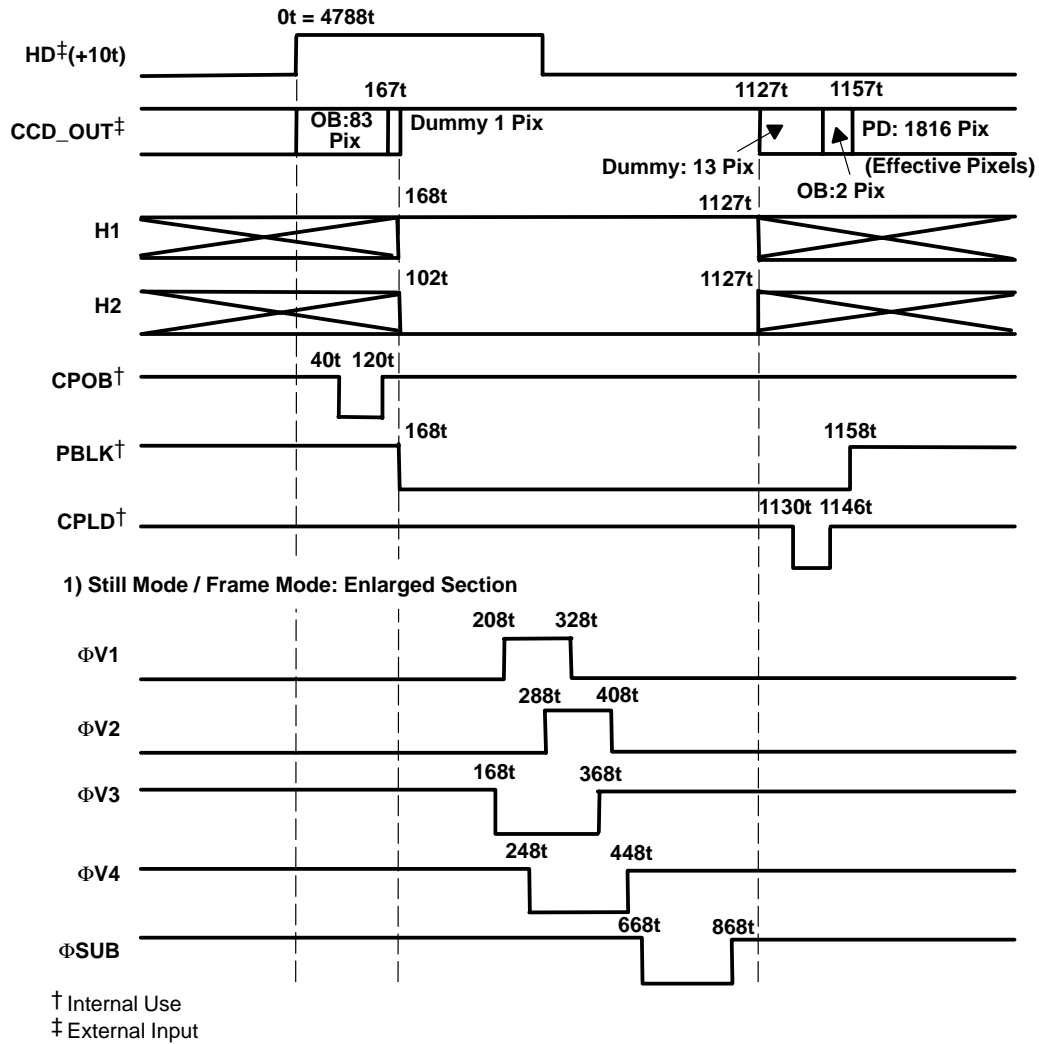 0t = 4788t
HD‡(+10t)
167t 1127t 1157t
CCD_OUT‡
OB:83 Pix
Dummy 1 Pix
PD: 1816 Pix
Dummy: 13 Pix
(Effective Pixels)
OB:2 Pix
168t 1127t
H1
102t 1127t
H2
40t 120t
CPOB†
168t 1158t
PBLK†
1130t 1146t
CPLD†
1) Still Mode / Frame Mode: Enlarged Section
208t 328t
ΦV1
288t 408t
ΦV2
168t 368t
ΦV3
248t 448t
ΦV4
668t 868t
ΦSUB
† Internal Use
‡ External Input